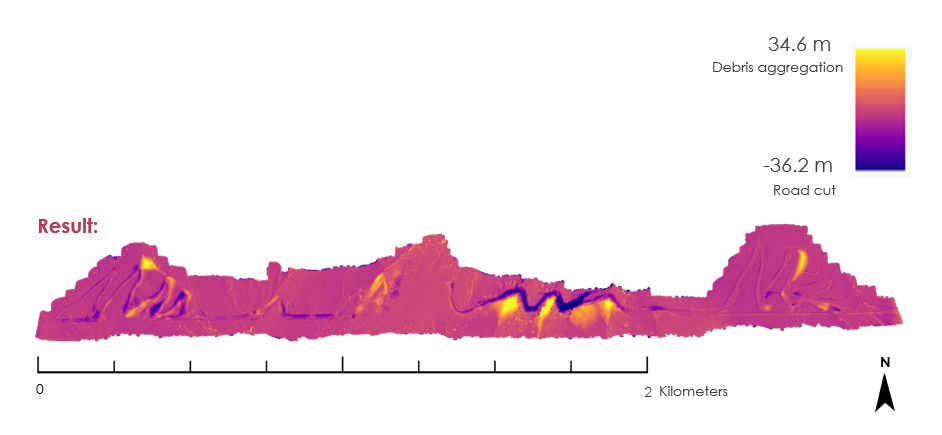 34.6 m
Debris aggregation
-36.2 m
Road cut
Result:
0
2 Kilometers
N